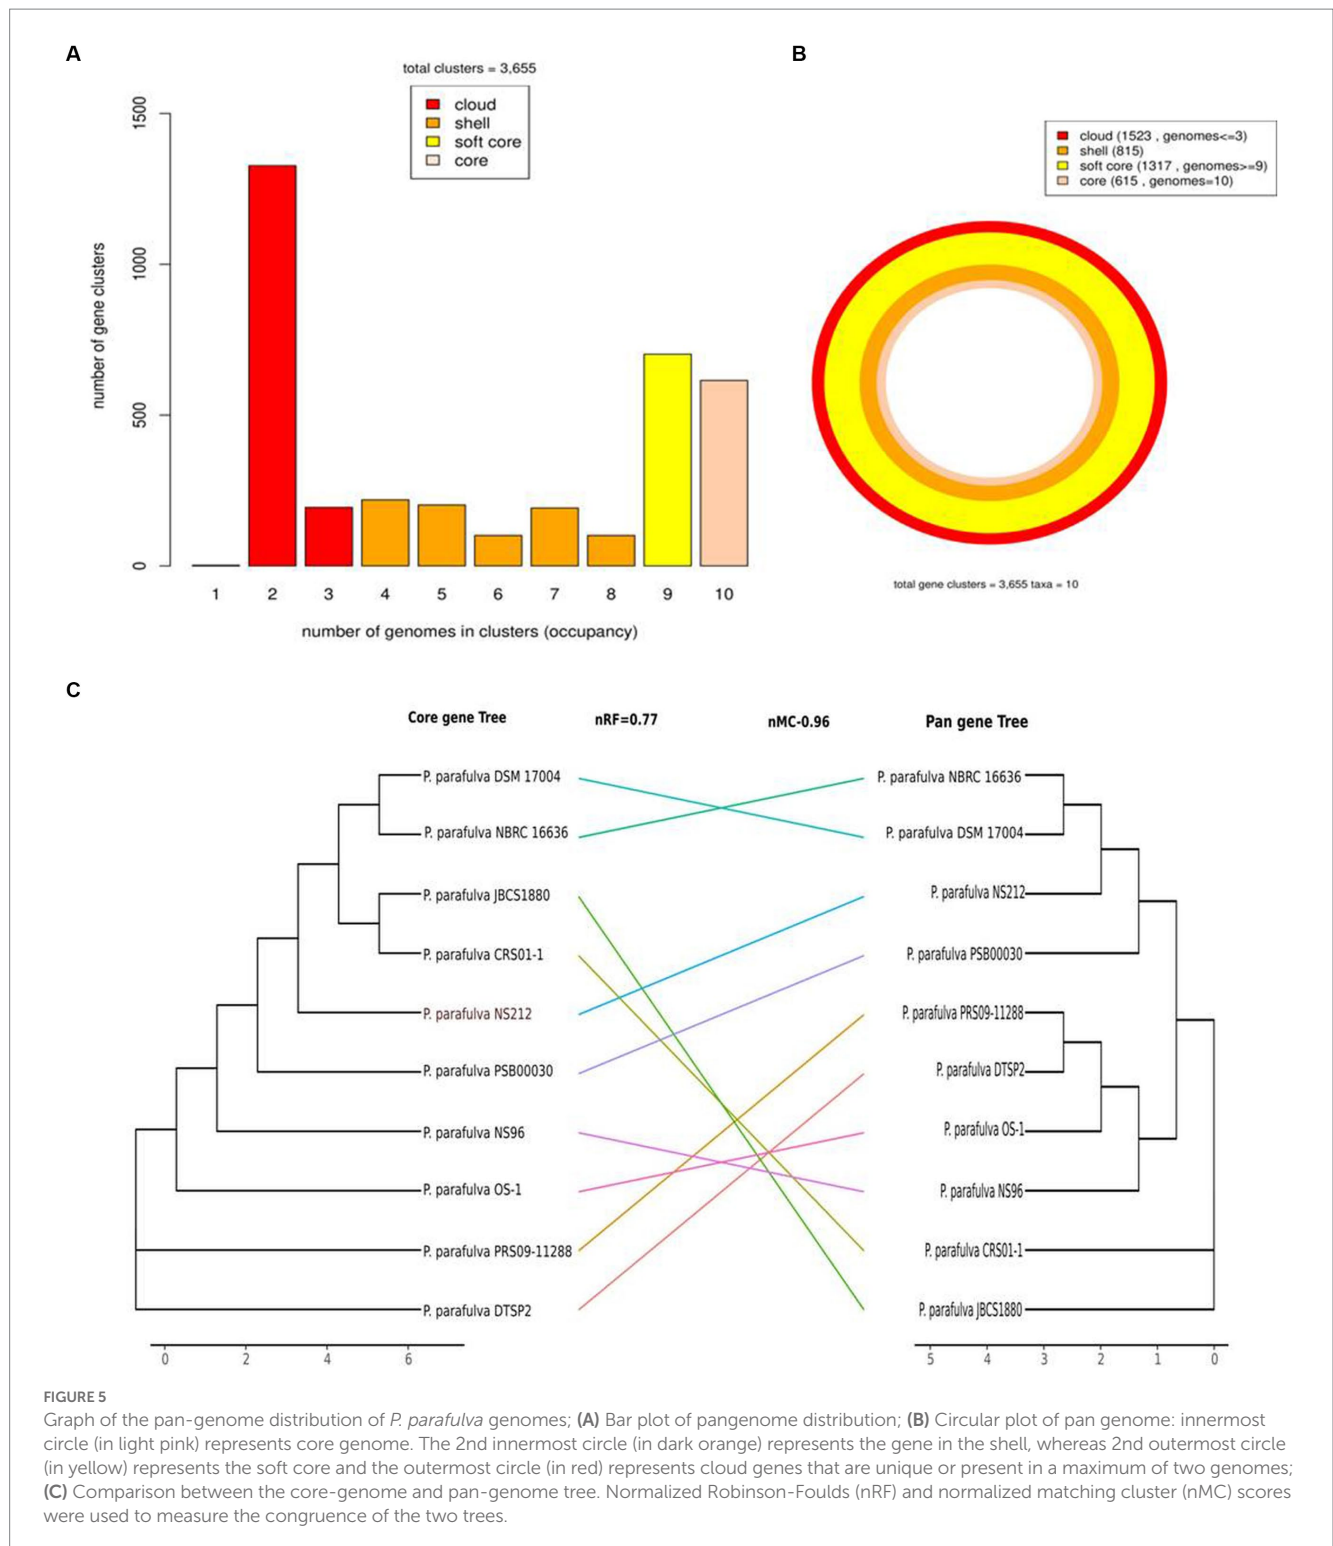 A
total clusters = 3,655
cloud
shell
soft core
core
1500
1000
500
0
number of gene clusters
1 2 3 4 5 6 7 8 9 10
number of genomes in clusters (occupancy)
B
cloud (1523 , genomes<=3)
shell (815)
soft core (1317 , genomes>=9)
core (615 , genomes=10)
total gene clusters = 3,655 taxa = 10
C
Core gene Tree
nRF=0.77
nMC-0.96
Pan gene Tree
P. parafulva DSM 17004
P. parafulva NBRC 16636
P. parafulva JBCS1880
P. parafulva CRS01-1
P. parafulva NS212
P. parafulva PSB00030
P. parafulva NS96
P. parafulva OS-1
P. parafulva PRS09-11288
P. parafulva DTSP2
0 2 4 6
P. parafulva NBRC 16636
P. parafulva DSM 17004
P. parafulva NS212
P. parafulva PSB00030
P. parafulva PRS09-11288
P. parafulva DTSP2
P. parafulva OS-1
P. parafulva NS96
P. parafulva CRS01-1
P. parafulva JBCS1880
5 4 3 2 1 0
FIGURE 5
Graph of the pan-genome distribution of P. parafulva genomes; (A) Bar plot of pangenome distribution; (B) Circular plot of pan genome: innermost
circle (in light pink) represents core genome. The 2nd innermost circle (in dark orange) represents the gene in the shell, whereas 2nd outermost circle
(in yellow) represents the soft core and the outermost circle (in red) represents cloud genes that are unique or present in a maximum of two genomes;
(C) Comparison between the core-genome and pan-genome tree. Normalized Robinson-Foulds (nRF) and normalized matching cluster (nMC) scores
were used to measure the congruence of the two trees.